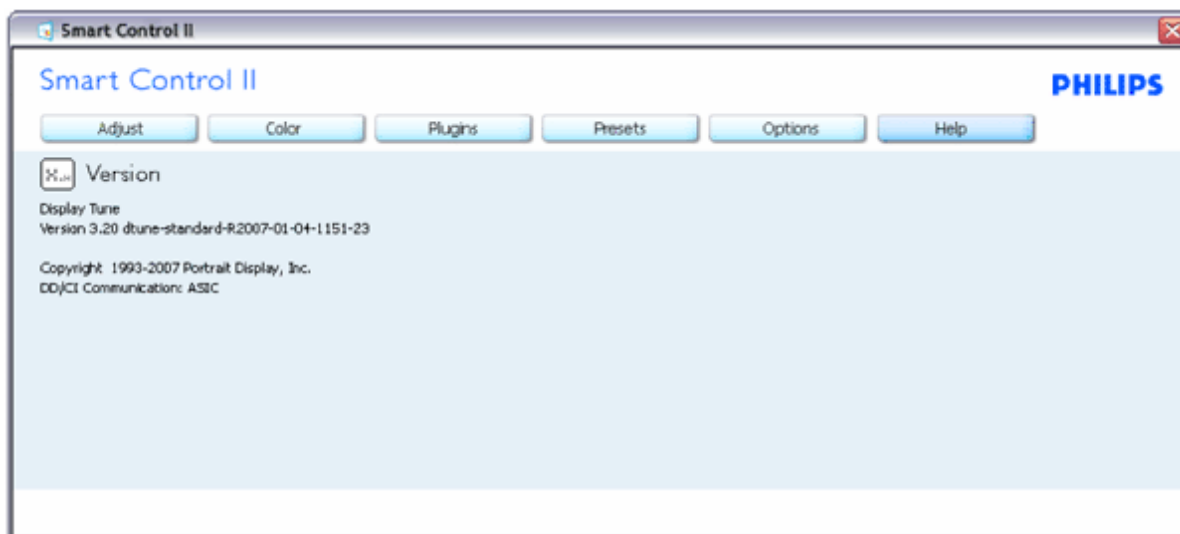 Smart Control II
Smart Control II
PHILIPS
Adjust Color Plugins Presets Options Help
Version
Display Tune
Version 3.20 dtune-standard-R2007-01-04-1151-23
Copyright 1993-2007 Portrait Display, Inc.
DD/CI Communication: ASIC